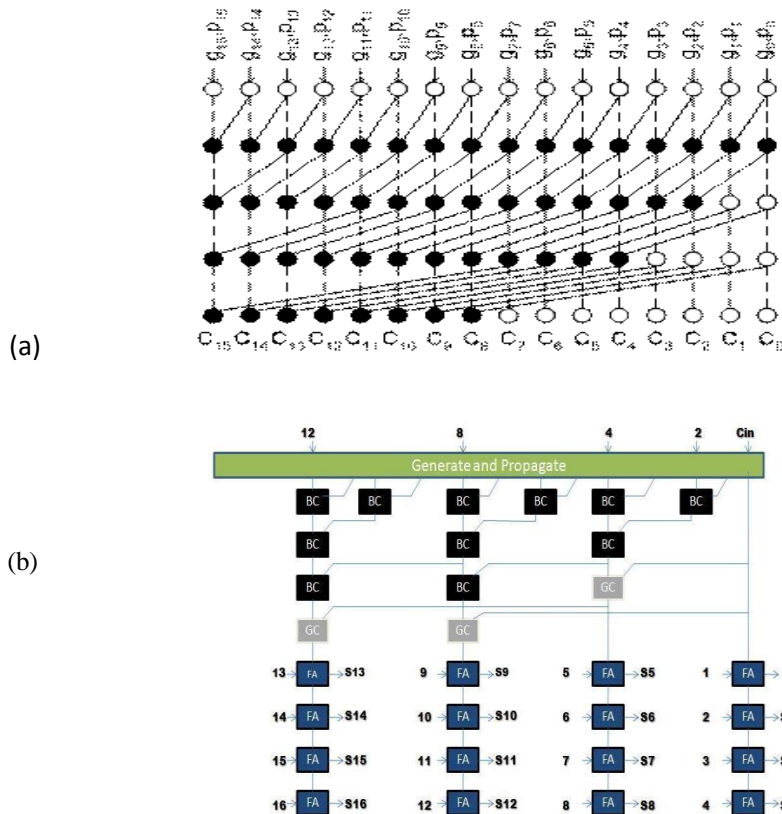 g₁₅,p₁₅ g₁₄,p₁₄ g₁₃,p₁₃ g₁₂,p₁₂ g₁₁,p₁₁ g₁₀,p₁₀ g₉,p₉ g₈,p₈ g₇,p₇ g₆,p₆ g₅,p₅ g₄,p₄ g₃,p₃ g₂,p₂ g₁,p₁ g₀,p₀
C₁₅ C₁₄ C₁₃ C₁₂ C₁₁ C₁₀ C₉ C₈ C₇ C₆ C₅ C₄ C₃ C₂ C₁ C₀
(a)
12 8 4 2 Cin
Generate and Propagate
BC BC BC BC BC BC
BC BC BC
(b)
BC BC GC
GC GC
13 FA S13 9 FA S9 5 FA S5 1 FA
14 FA S14 10 FA S10 6 FA S6 2 FA
15 FA S15 11 FA S11 7 FA S7 3 FA
16 FA S16 12 FA S12 8 FA S8 4 FA